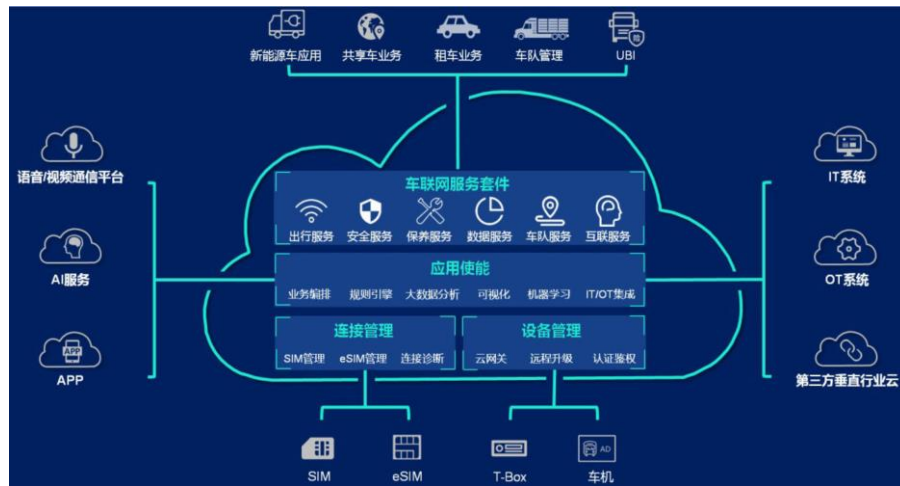 新能源车应用 共享车业务 租车业务 车队管理 UBI
语音/视频通信平台
AI服务
APP
APP
车联网服务套件
出行服务 安全服务 保养服务 数据服务 车队服务 互联服务
应用使能
业务编排 规则引擎 大数据分析 可视化 机器学习 IT/OT集成
连接管理
SIM管理 eSIM管理 连接诊断
设备管理
云网关 远程升级 认证鉴权
IT系统
OT系统
第三方垂直行业云
AD
SIM eSIM T-Box 车机